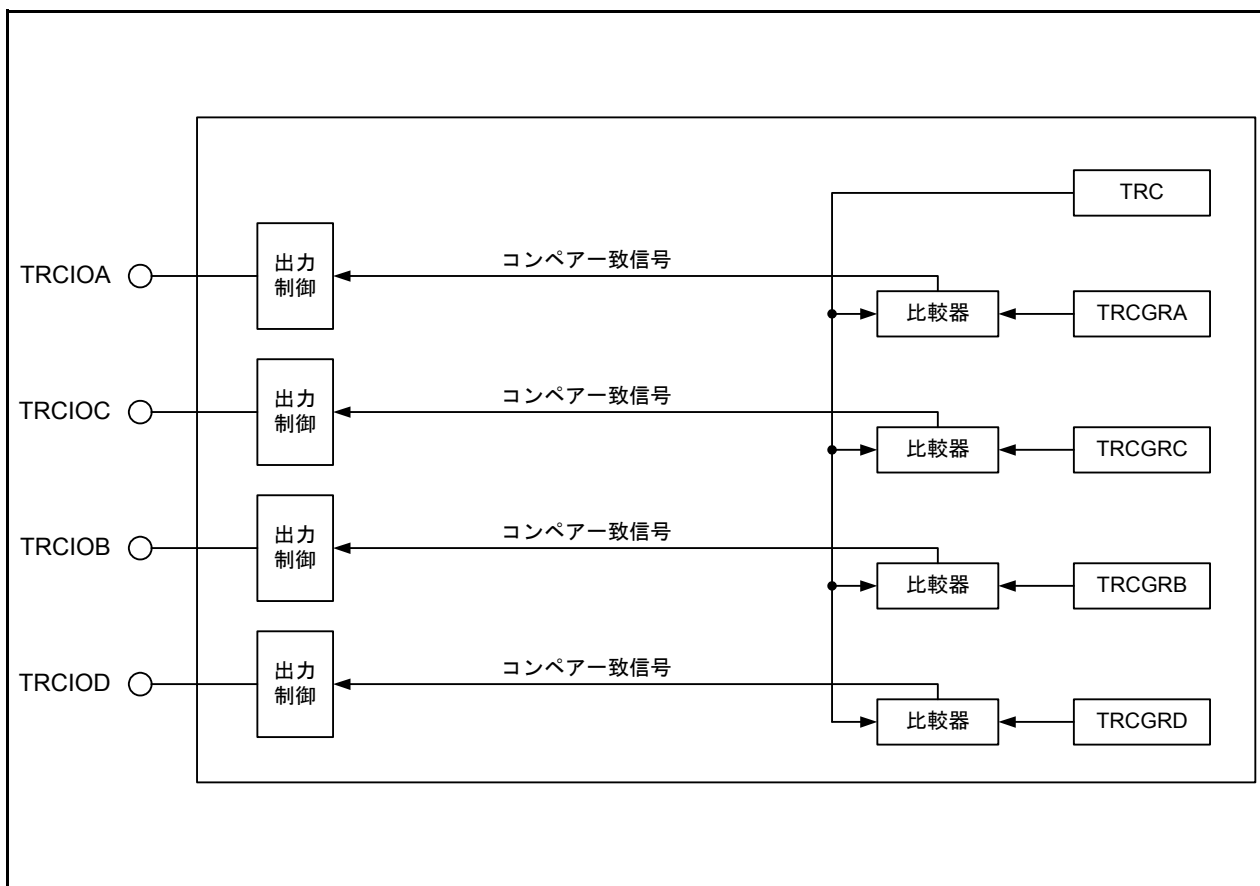 TRC
TRCIOA
出力
制御
コンペア一致信号
比較器
TRCGRA
TRCIOC
出力
制御
コンペア一致信号
比較器
TRCGRC
TRCIOB
出力
制御
コンペア一致信号
比較器
TRCGRB
TRCIOD
出力
制御
コンペア一致信号
比較器
TRCGRD